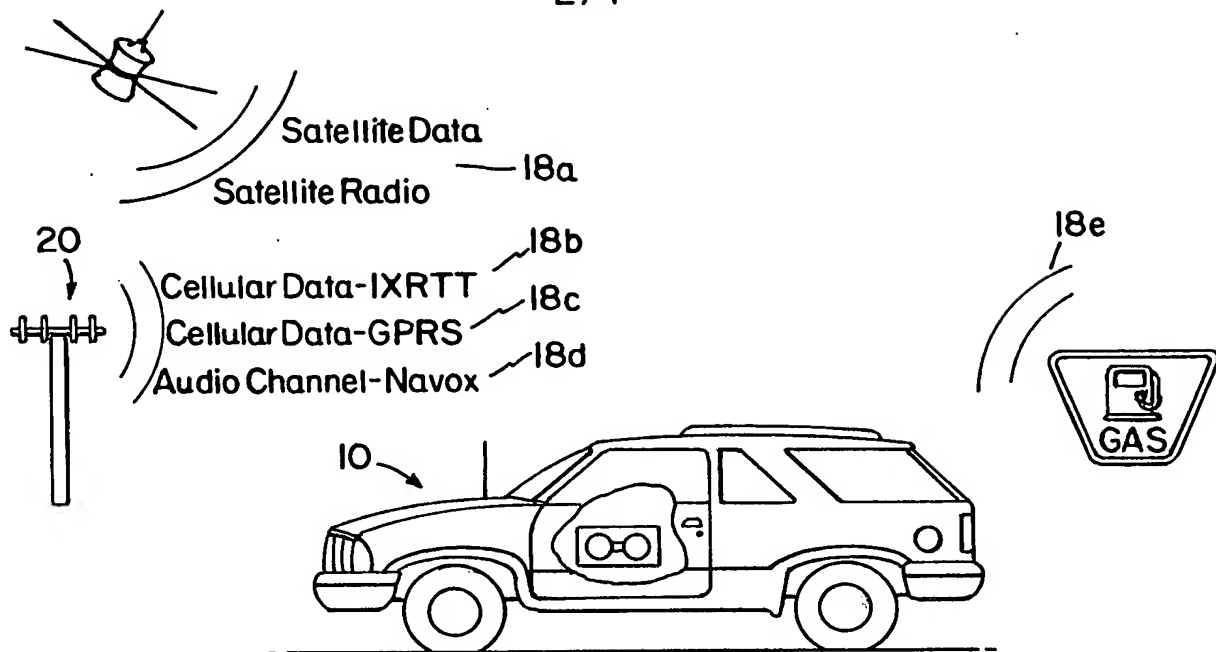 Satellite Data
18a
Satellite Radio
20
18b
Cellular Data-IXRTT
18c
Cellular Data-GPRS
18d
Audio Channel-Navox
18e
GAS
10